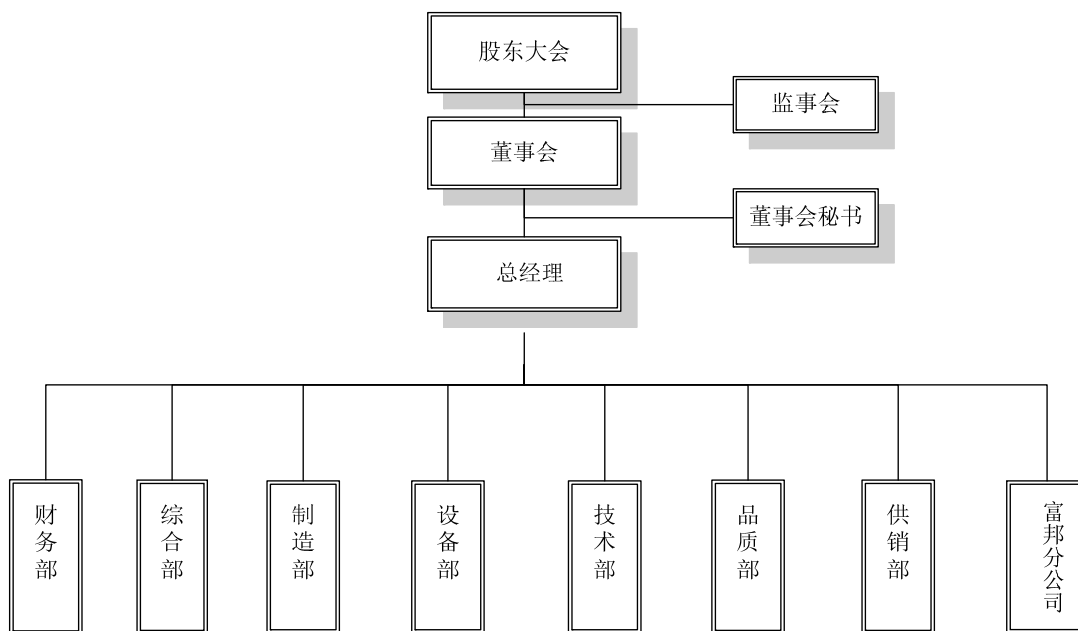 股东大会
监事会
董事会
董事会秘书
总经理
财务部
综合部
制造部
设备部
技术部
品质部
供销部
富邦分公司